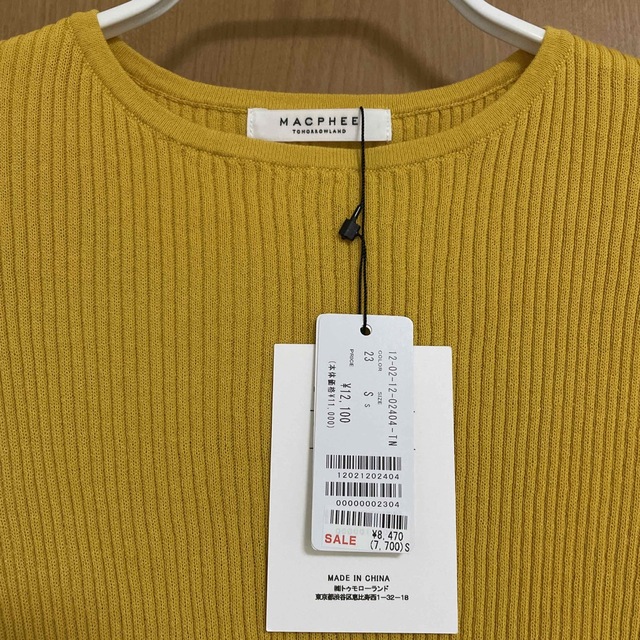 MACPHEE
TOMORROWLAND
12-02-12-02404-TN
COLOR SIZE
23 S s
PRICE
¥12,100
(本体価格¥11,000)
12021202404
00000002304
¥8,470
SALE (7,700)S
MADE IN CHINA
㈱トゥモローランド
東京都渋谷区恵比寿西1-32-18